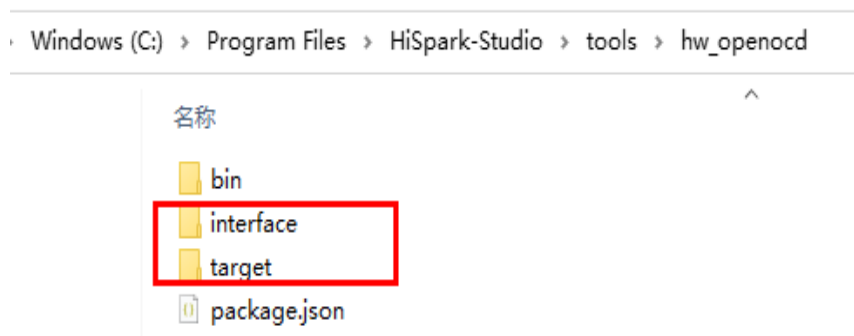 › Windows (C:) › Program Files › HiSpark-Studio › tools › hw_openocd
名称
bin
interface
target
package.json